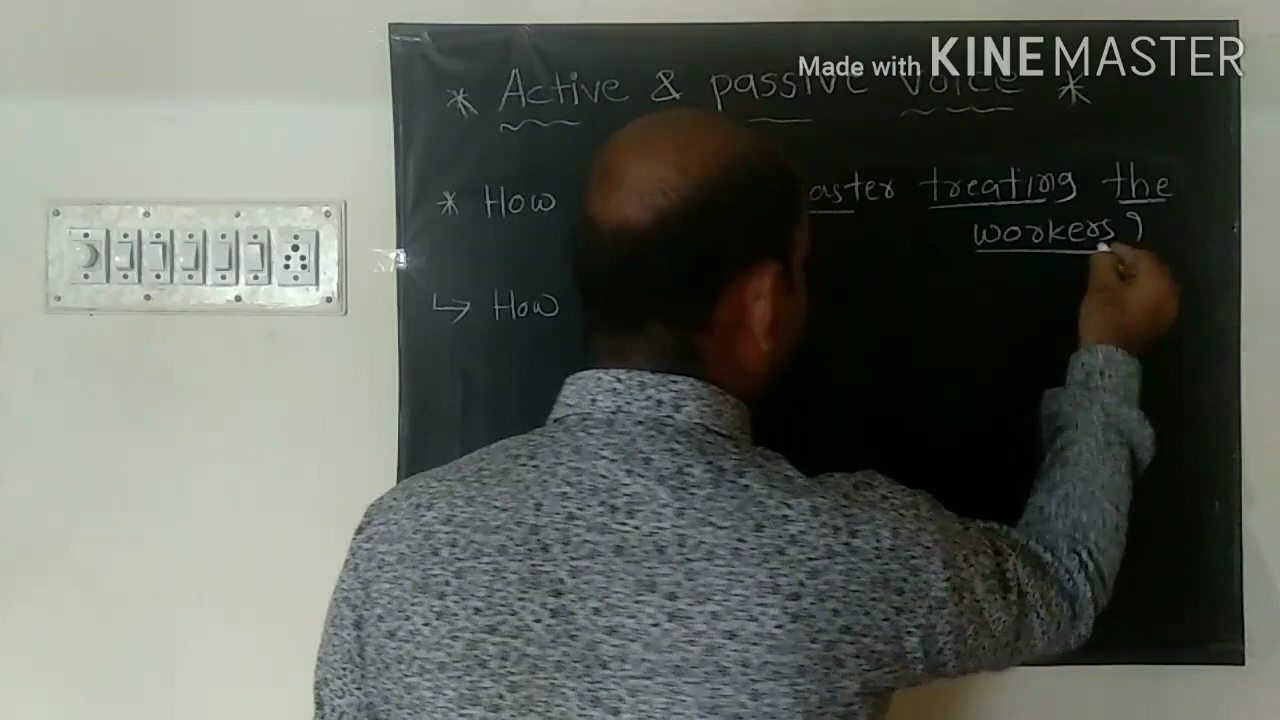 Made with KINEMASTER
* Active & passive Voice *
* How aster treating the
workers?
↳ How